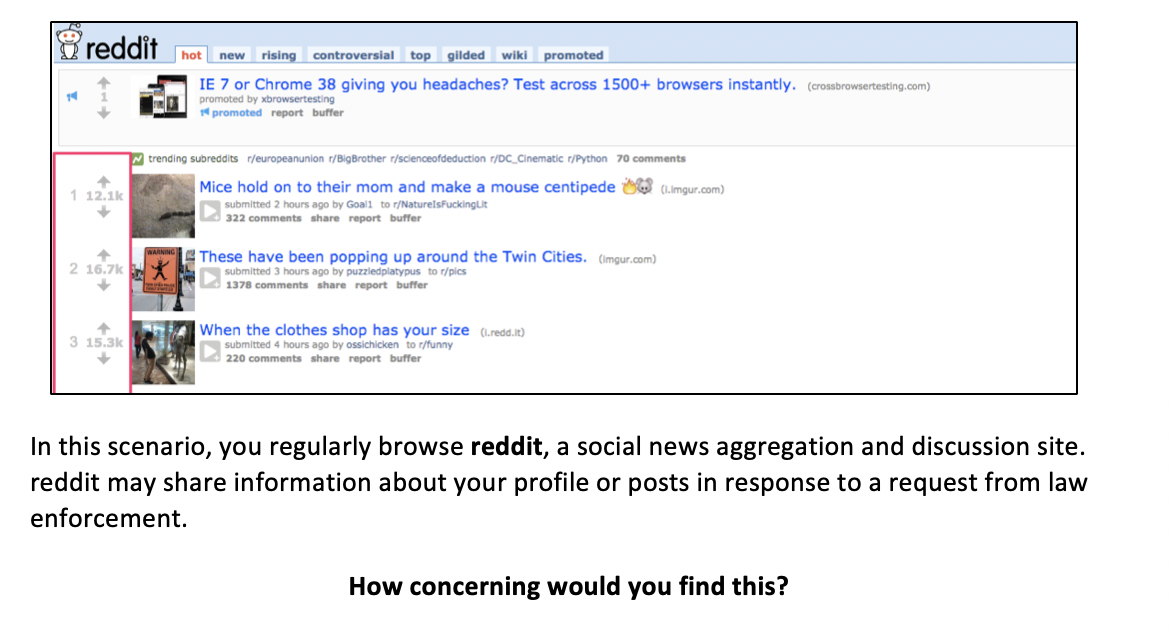 reddit hot new rising controversial top gilded wiki promoted
IE 7 or Chrome 38 giving you headaches? Test across 1500+ browsers instantly. (crossbrowsertesting.com)
1
promoted by xbrowsertesting
promoted report buffer
trending subreddits r/europeanunion r/BigBrother r/scienceofdeduction r/DC_Cinematic r/Python 70 comments
Mice hold on to their mom and make a mouse centipede 🔥🐭 (i.imgur.com)
1 12.1k
submitted 2 hours ago by Goal1 to r/NatureIsFuckingLit
322 comments share report buffer
WARNING
These have been popping up around the Twin Cities. (imgur.com)
2 16.7k
submitted 3 hours ago by puzzledplatypus to r/pics
1378 comments share report buffer
When the clothes shop has your size (i.redd.it)
3 15.3k
submitted 4 hours ago by ossichicken to r/funny
220 comments share report buffer
In this scenario, you regularly browse reddit, a social news aggregation and discussion site.
reddit may share information about your profile or posts in response to a request from law
enforcement.
How concerning would you find this?